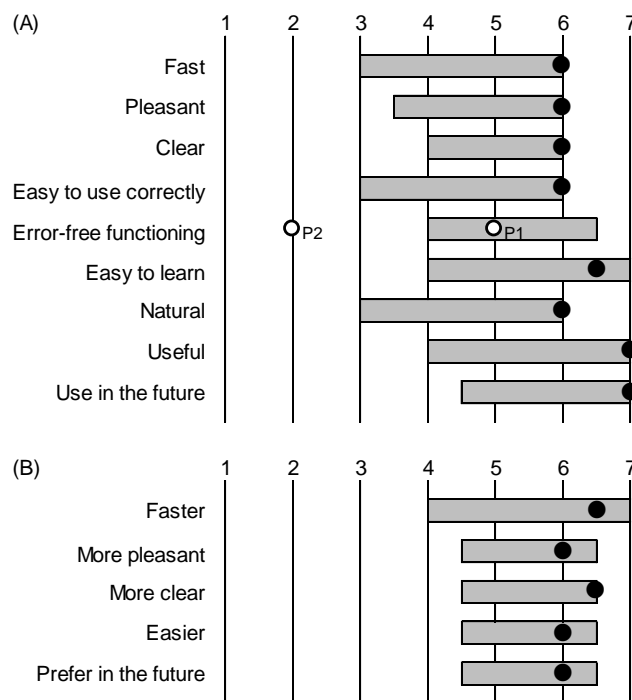 (A) 1 2 3 4 5 6 7
Fast
Pleasant
Clear
Easy to use correctly
Error-free functioning P2 P1
Easy to learn
Natural
Useful
Use in the future
(B) 1 2 3 4 5 6 7
Faster
More pleasant
More clear
Easier
Prefer in the future